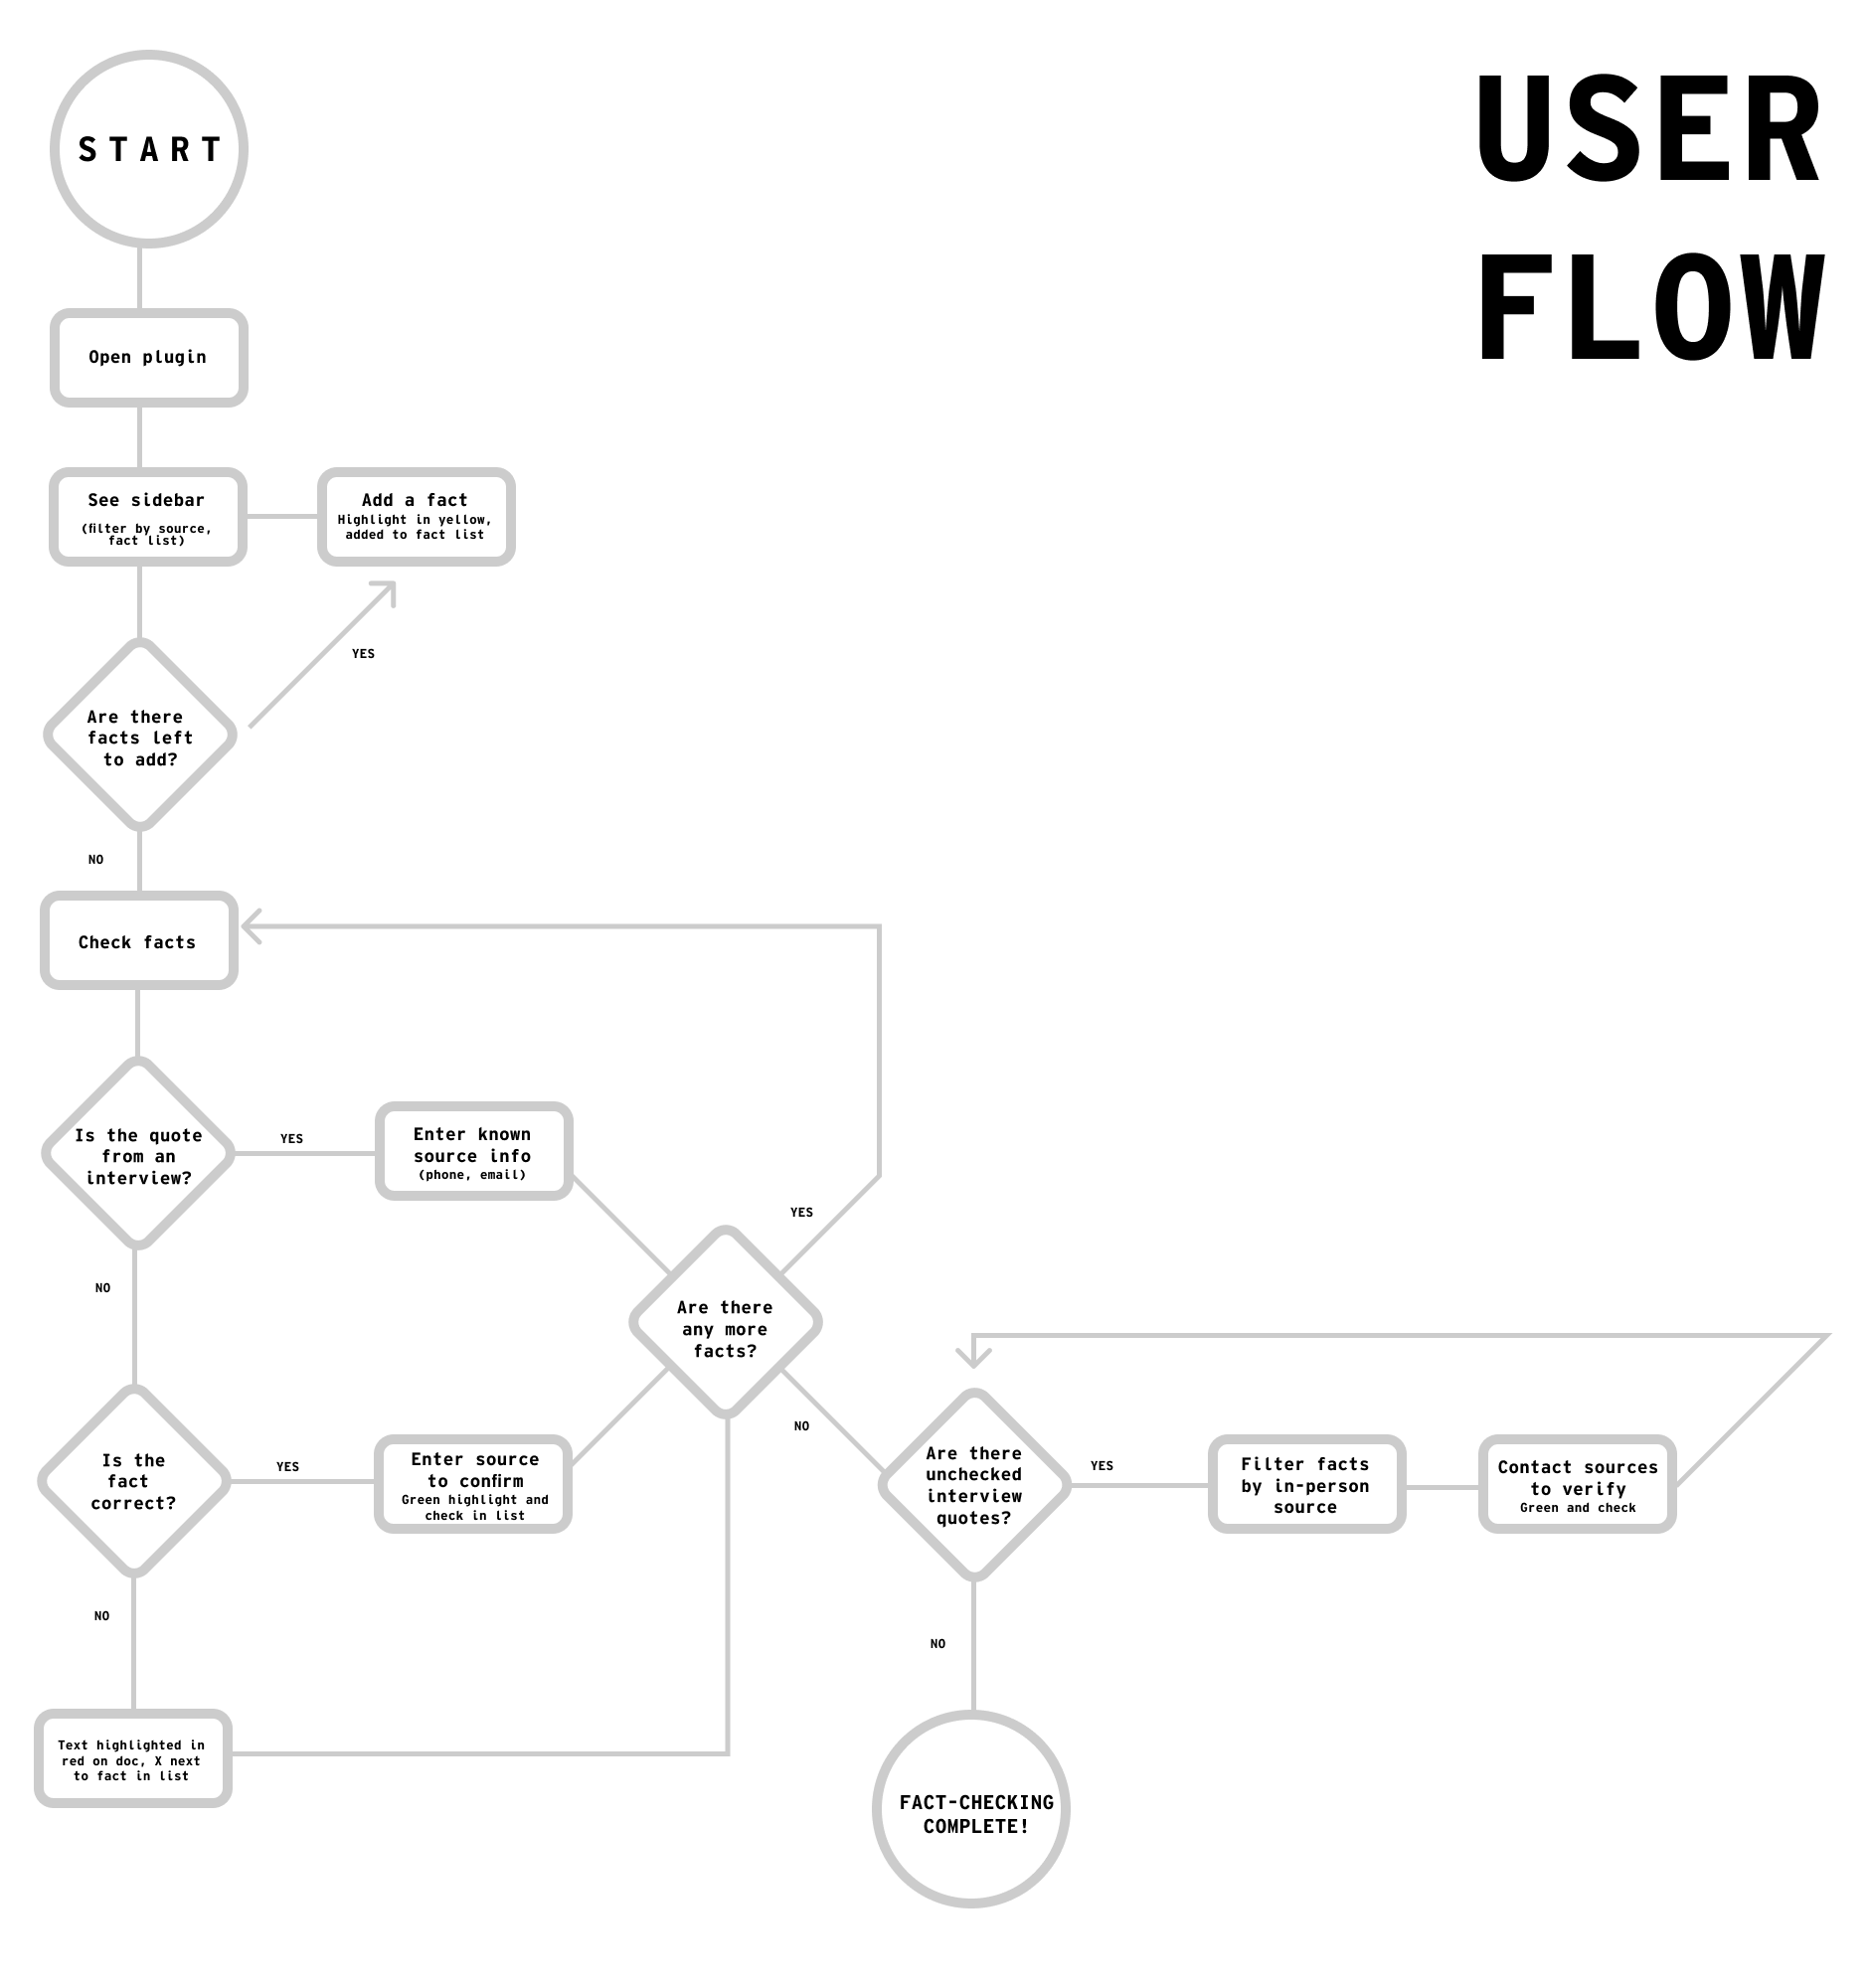 USER
FLOW
START
Open plugin
See sidebar
(filter by source,
fact list)
Add a fact
Highlight in yellow,
added to fact list
YES
Are there
facts left
to add?
NO
Check facts
Is the quote
from an
interview?
YES
Enter known
source info
(phone, email)
YES
NO
Are there
any more
facts?
NO
Is the
fact
correct?
YES
Enter source
to confirm
Green highlight and
check in list
Are there
unchecked
interview
quotes?
YES
Filter facts
by in-person
source
Contact sources
to verify
Green and check
NO
NO
Text highlighted in
red on doc, X next
to fact in list
FACT-CHECKING
COMPLETE!